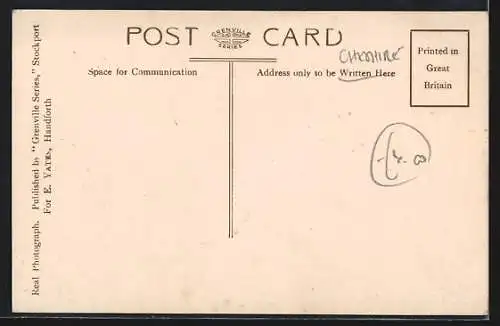 POST GRENVILLE SERIES CARD
CHESHIRE
Space for Communication
Address only to be Written Here
Printed in
Great
Britain
Real Photograph. Published in "Grenville Series," Stockport
For E. YATES, Handforth